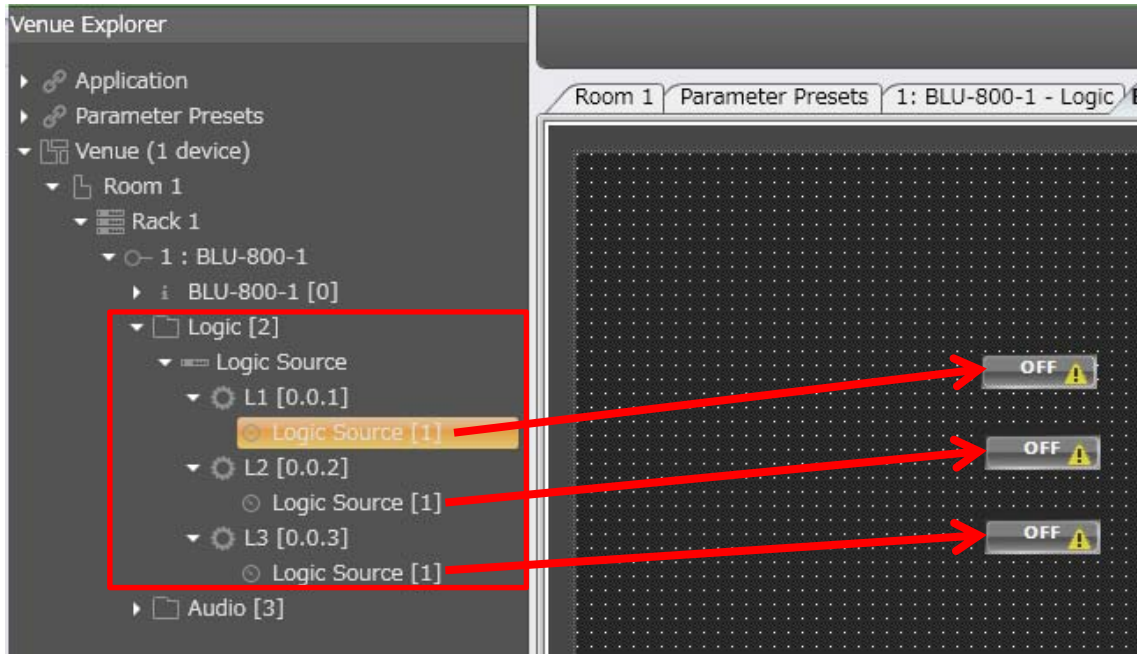 Venue Explorer
Application
Parameter Presets
Venue (1 device)
Room 1
Rack 1
1 : BLU-800-1
BLU-800-1 [0]
Logic [2]
Logic Source
L1 [0.0.1]
Logic Source [1]
L2 [0.0.2]
Logic Source [1]
L3 [0.0.3]
Logic Source [1]
Audio [3]
Room 1 Parameter Presets 1: BLU-800-1 - Logic
OFF
OFF
OFF